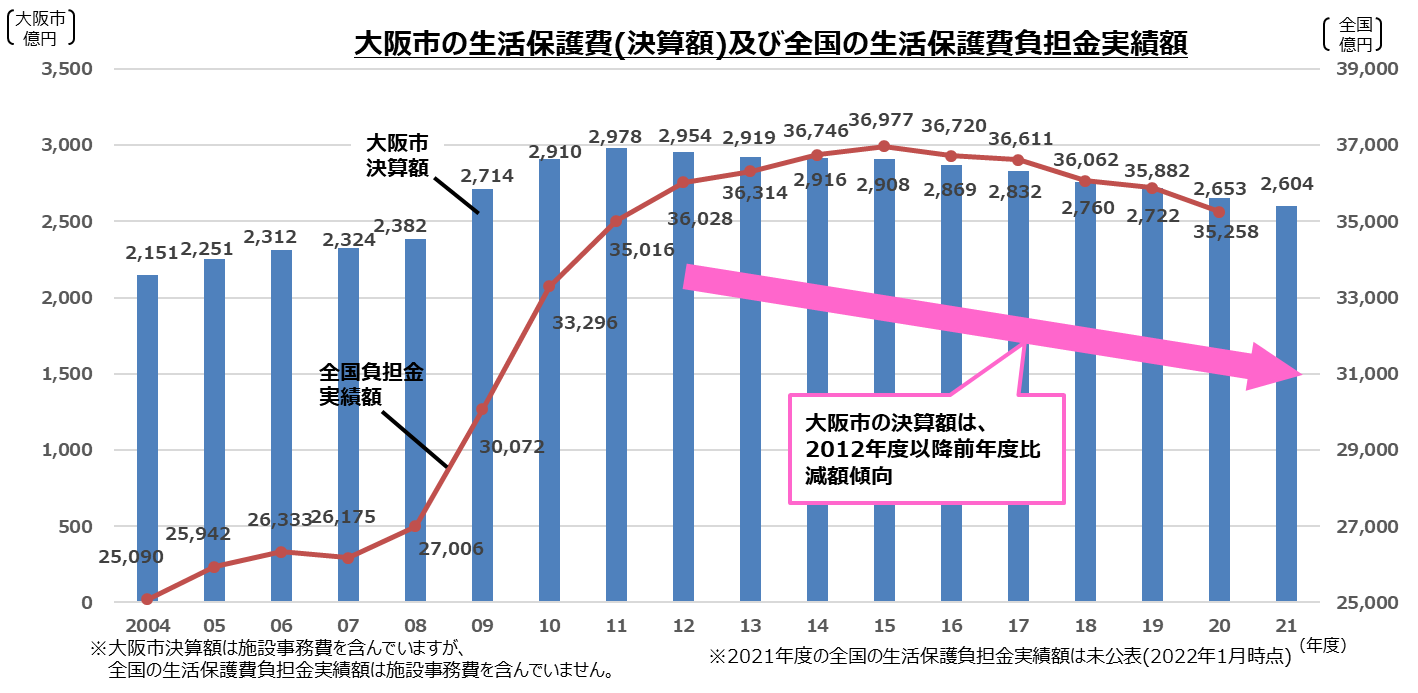 大阪市
億円
全国
億円
大阪市の生活保護費(決算額)及び全国の生活保護費負担金実績額
3,500 39,000
3,000 37,000
2,500 35,000
2,000 33,000
1,500 31,000
1,000 29,000
500 27,000
0 25,000
大阪市
決算額
2,151 2,251 2,312 2,324 2,382 2,714 2,910 2,978 2,954 2,919 2,916 2,908 2,869 2,832 2,760 2,722 2,653 2,604
全国負担金
実績額
25,090 25,942 26,333 26,175 27,006 30,072 33,296 35,016 36,028 36,314 36,746 36,977 36,720 36,611 36,062 35,882 35,258
大阪市の決算額は、
2012年度以降前年度比
減額傾向
2004 05 06 07 08 09 10 11 12 13 14 15 16 17 18 19 20 21
(年度)
※大阪市決算額は施設事務費を含んでいますが、
全国の生活保護費負担金実績額は施設事務費を含んでいません。
※2021年度の全国の生活保護負担金実績額は未公表(2022年1月時点)